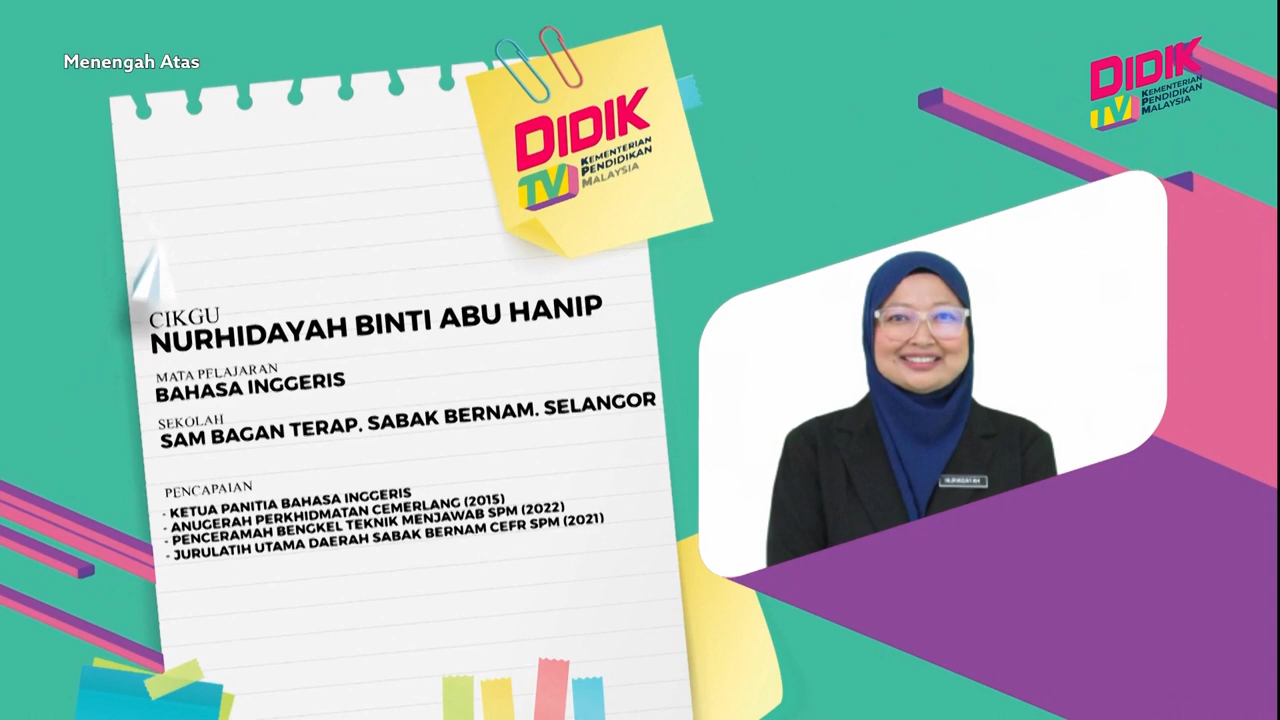 Menengah Atas
DIDIK
TV
KEMENTERIAN
PENDIDIKAN
MALAYSIA
DIDIK
TV
KEMENTERIAN
PENDIDIKAN
MALAYSIA
CIKGU
NURHIDAYAH BINTI ABU HANIP
MATA PELAJARAN
BAHASA INGGERIS
SEKOLAH
SAM BAGAN TERAP. SABAK BERNAM. SELANGOR
PENCAPAIAN
- KETUA PANITIA BAHASA INGGERIS
- ANUGERAH PERKHIDMATAN CEMERLANG (2015)
- PENCERAMAH BENGKEL TEKNIK MENJAWAB SPM (2022)
- JURULATIH UTAMA DAERAH SABAK BERNAM CEFR SPM (2021)
NURHIDAYAH